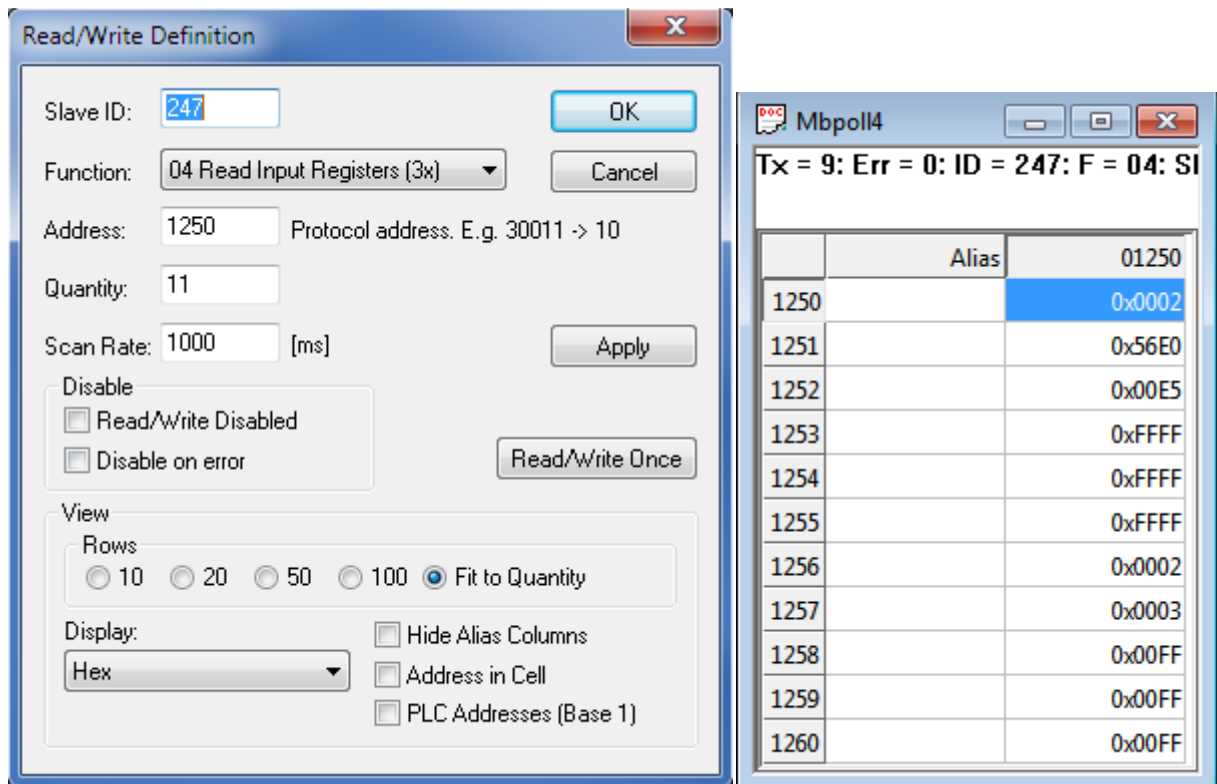 Read/Write Definition
Slave ID: 247 OK
Function: 04 Read Input Registers (3x) Cancel
Address: 1250 Protocol address. E.g. 30011 -> 10
Quantity: 11
Scan Rate: 1000 [ms] Apply
Disable
Read/Write Disabled
Disable on error
Read/Write Once
View
Rows
10 20 50 100 Fit to Quantity
Display:
Hex
Hide Alias Columns
Address in Cell
PLC Addresses (Base 1)
DOC
Mbpoll4
Tx = 9: Err = 0: ID = 247: F = 04:
Alias 01250
1250 0x0002
1251 0x56E0
1252 0x00E5
1253 0xFFFF
1254 0xFFFF
1255 0xFFFF
1256 0x0002
1257 0x0003
1258 0x00FF
1259 0x00FF
1260 0x00FF